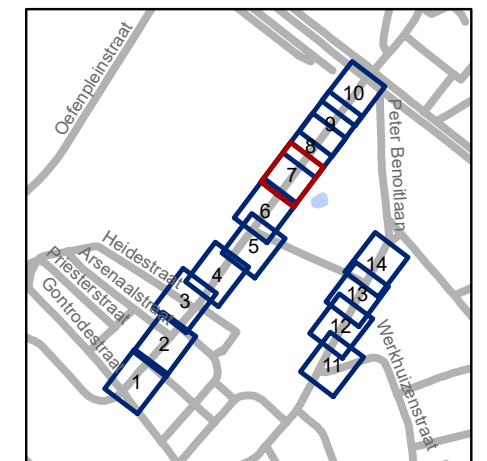 Oefenpleinstraat
10
Peter Benoitlaan
9
8
7
6
5
Heidestraat
Arsenaalstraat
Priesterstraat
Gontrodestraat
4
3
2
1
14
13
12
11
Werkhuizenstraat